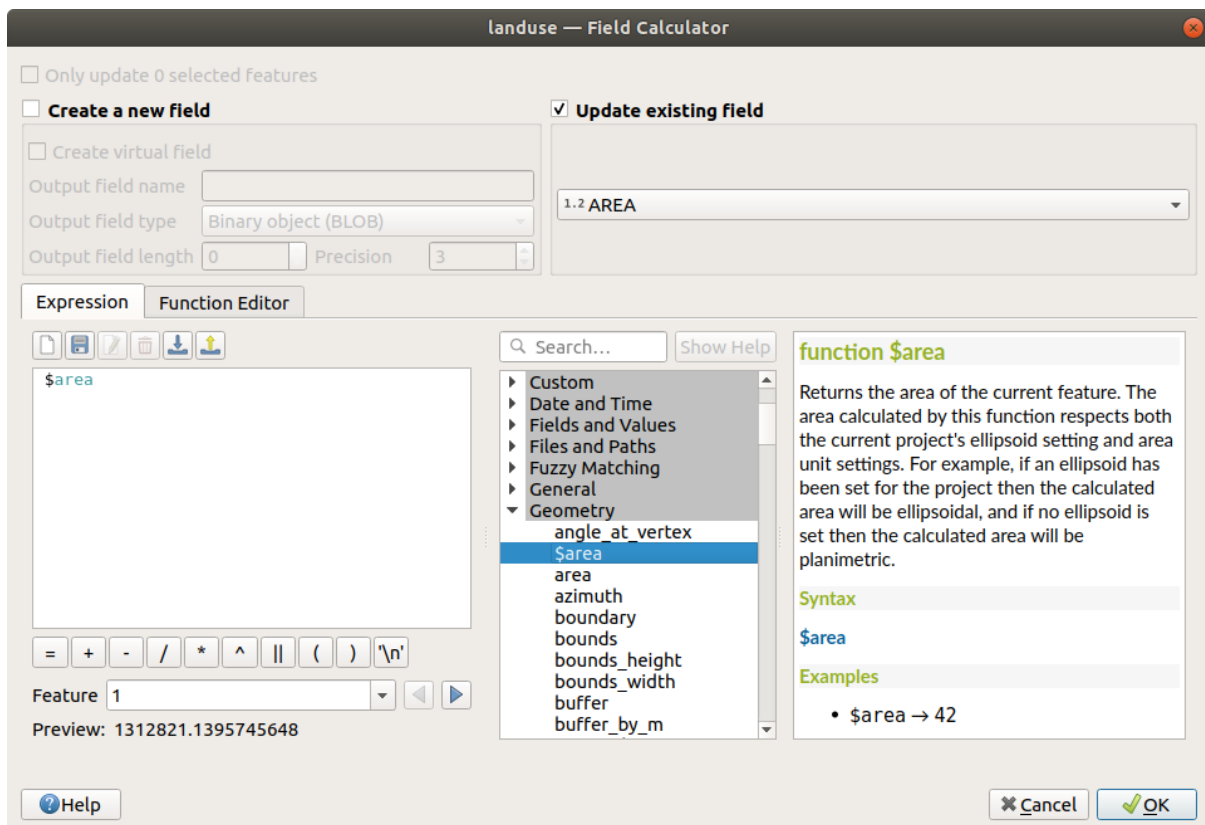 landuse — Field Calculator
Only update 0 selected features
Create a new field
Update existing field
Create virtual field
Output field name
1.2 AREA
Output field type Binary object (BLOB)
Output field length 0 Precision 3
Expression Function Editor
$area
= + - / * ^ || ( ) '\n'
Feature 1
Preview: 1312821.1395745648
Search... Show Help
Custom
Date and Time
Fields and Values
Files and Paths
Fuzzy Matching
General
Geometry
angle_at_vertex
$area
area
azimuth
boundary
bounds
bounds_height
bounds_width
buffer
buffer_by_m
function $area
Returns the area of the current feature. The
area calculated by this function respects both
the current project's ellipsoid setting and area
unit settings. For example, if an ellipsoid has
been set for the project then the calculated
area will be ellipsoidal, and if no ellipsoid is
set then the calculated area will be
planimetric.
Syntax
$area
Examples
• $area → 42
Help
Cancel OK